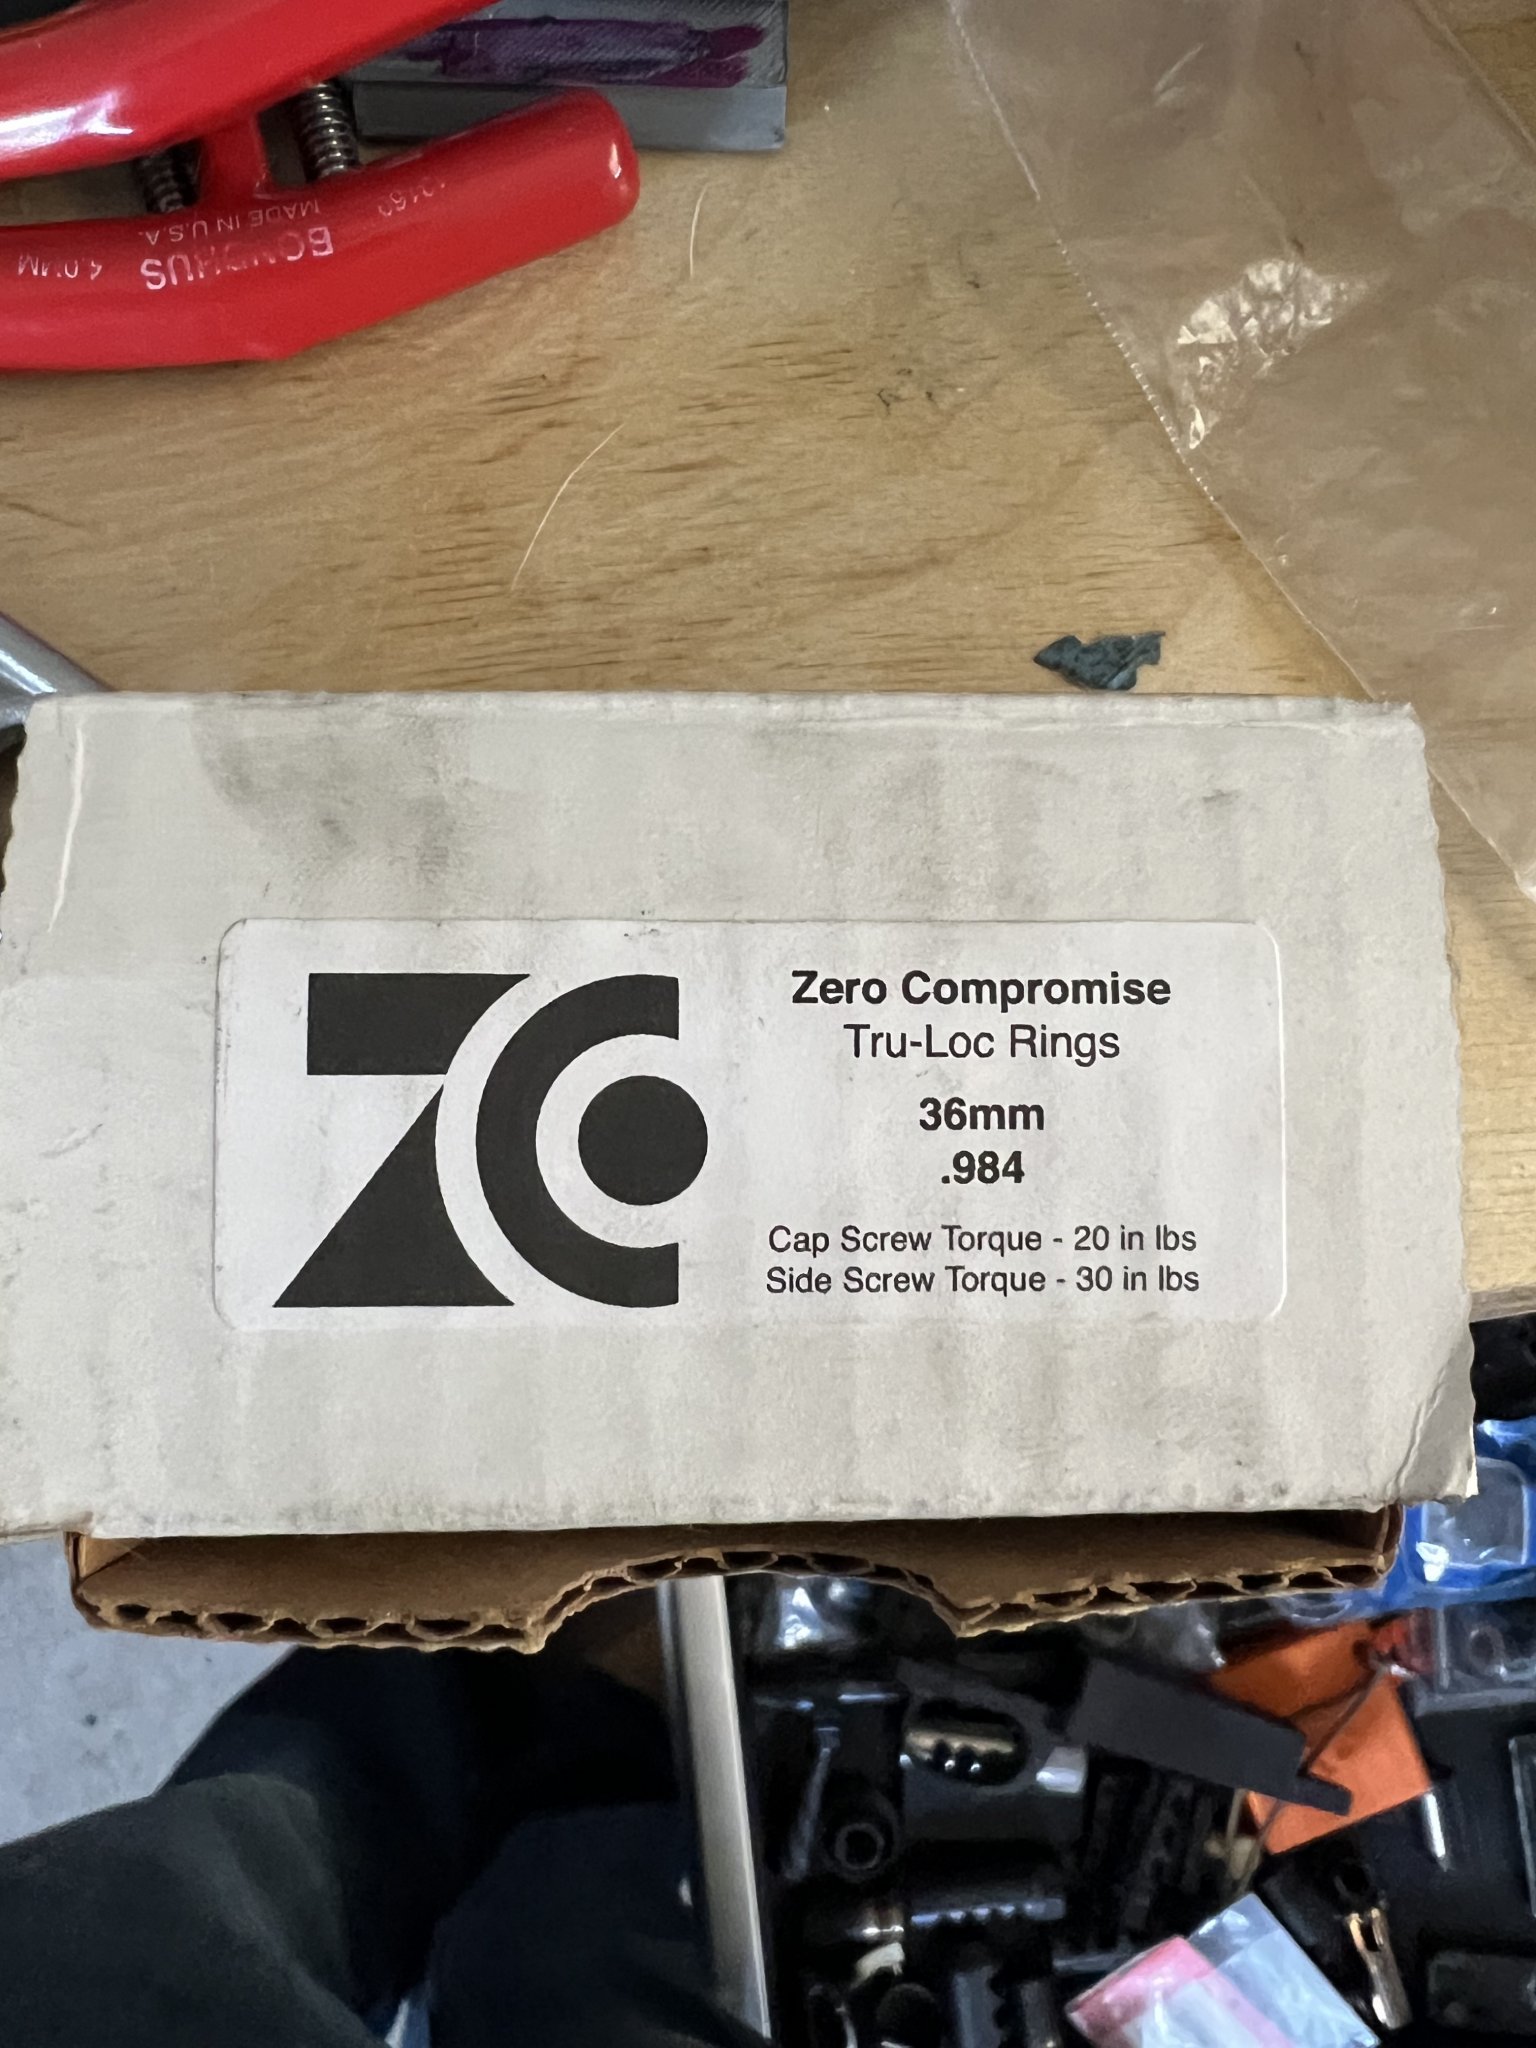 BONDHUS
MADE IN U.S.A.
4.0MM
ZCO
Zero Compromise
Tru-Loc Rings
36mm
.984
Cap Screw Torque - 20 in lbs
Side Screw Torque - 30 in lbs